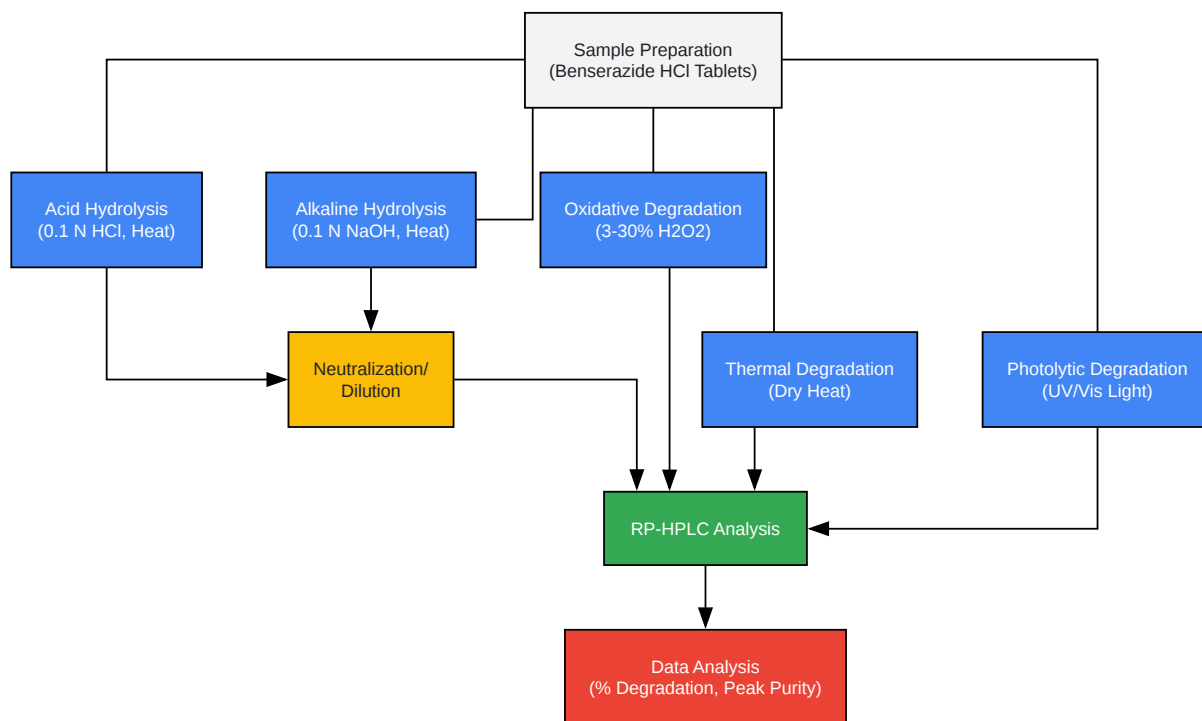 Sample Preparation
(Benserazide HCl Tablets)
Acid Hydrolysis
(0.1 N HCl, Heat)
Alkaline Hydrolysis
(0.1 N NaOH, Heat)
Oxidative Degradation
(3-30% H2O2)
Neutralization/
Dilution
Thermal Degradation
(Dry Heat)
Photolytic Degradation
(UV/Vis Light)
RP-HPLC Analysis
Data Analysis
(% Degradation, Peak Purity)